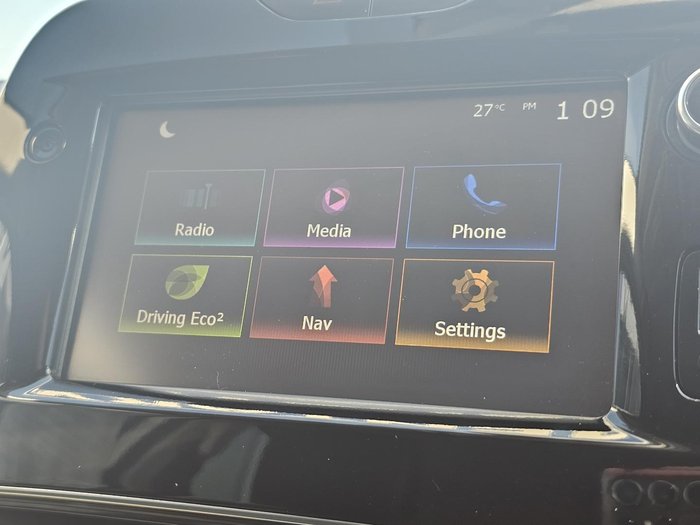 27°C PM 1 09
Radio Media Phone
Driving Eco² Nav Settings